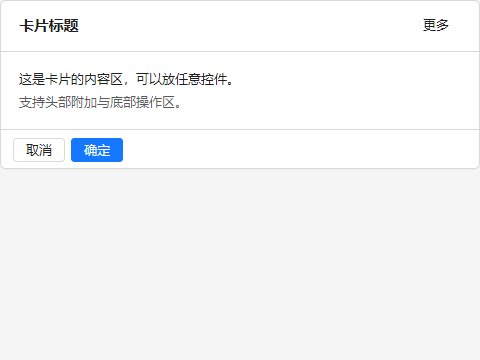 卡片标题
更多
这是卡片的内容区，可以放任意控件。
支持头部附加与底部操作区。
取消
确定